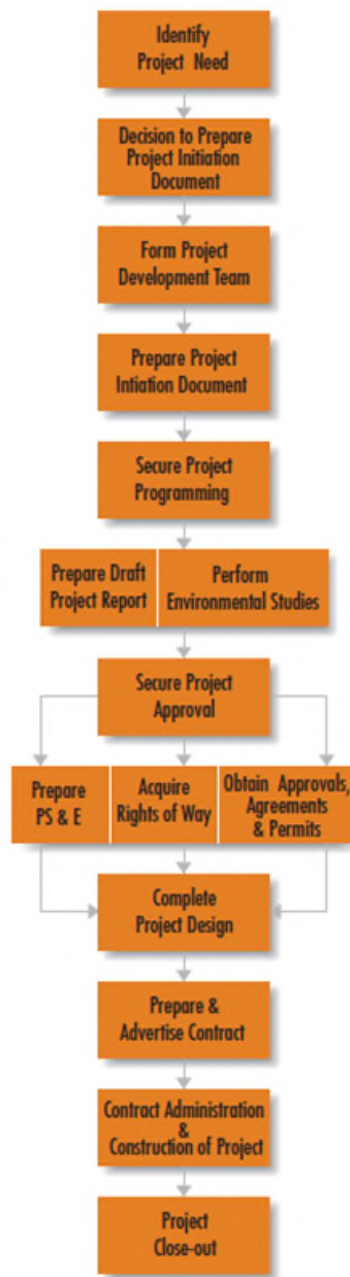 Identify
Project Need
Decision to Prepare
Project Initiation
Document
Form Project
Development Team
Prepare Project
Intiation Document
Secure Project
Programming
Prepare Draft
Project Report
Perform
Environmental Studies
Secure Project
Approval
Prepare
PS & E
Acquire
Rights of Way
Obtain Approvals,
Agreements
& Permits
Complete
Project Design
Prepare &
Advertise Contract
Contract Administration
&
Construction of Project
Project
Close-out